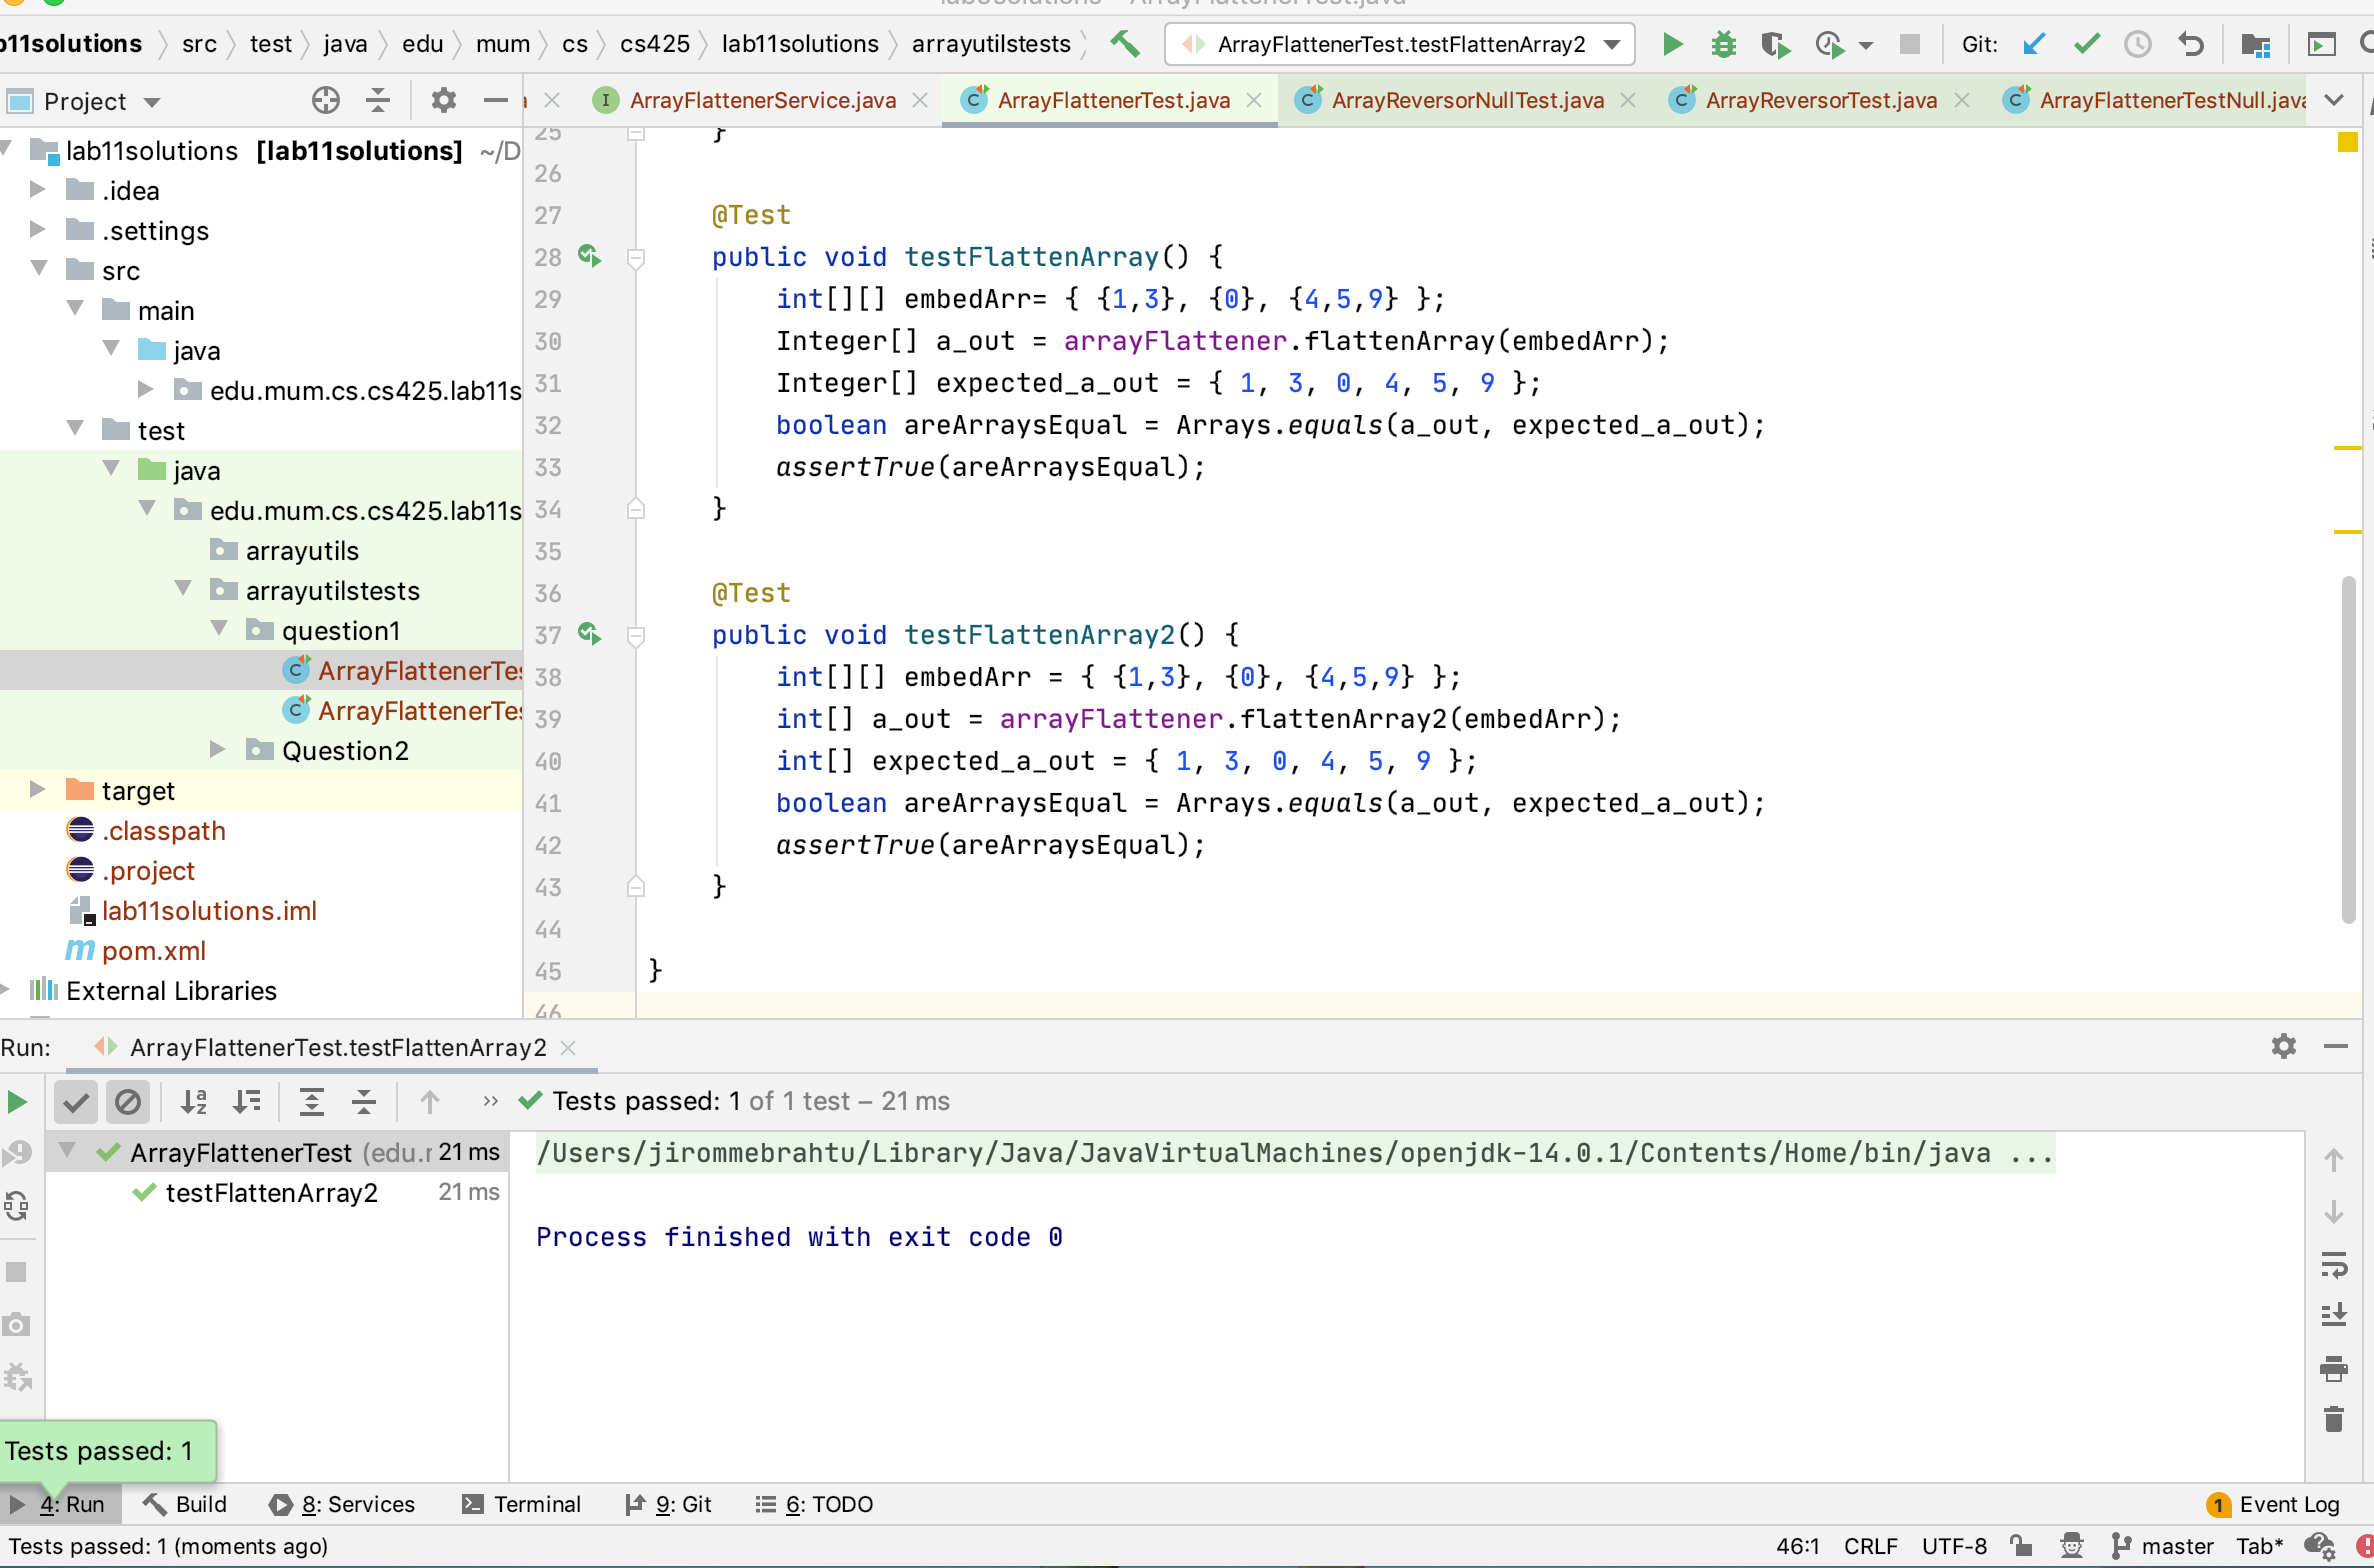 ArrayFlattenerTest.java
b11solutions src test java edu mum cs cs425 lab11solutions arrayutilstests ArrayFlattenerTest.testFlattenArray2 Git:
Project ArrayFlattenerService.java ArrayFlattenerTest.java ArrayReversorNullTest.java ArrayReversorTest.java ArrayFlattenerTestNull.java
lab11solutions [lab11solutions] ~/D
.idea
.settings
src
main
java
edu.mum.cs.cs425.lab11s
test
java
edu.mum.cs.cs425.lab11s
arrayutils
arrayutilstests
question1
ArrayFlattenerTes
ArrayFlattenerTes
Question2
target
.classpath
.project
lab11solutions.iml
pom.xml
External Libraries
25 }
26
27 @Test
28 public void testFlattenArray() {
29 int[][] embedArr= { {1,3}, {0}, {4,5,9} };
30 Integer[] a_out = arrayFlattener.flattenArray(embedArr);
31 Integer[] expected_a_out = { 1, 3, 0, 4, 5, 9 };
32 boolean areArraysEqual = Arrays.equals(a_out, expected_a_out);
33 assertTrue(areArraysEqual);
34 }
35
36 @Test
37 public void testFlattenArray2() {
38 int[][] embedArr = { {1,3}, {0}, {4,5,9} };
39 int[] a_out = arrayFlattener.flattenArray2(embedArr);
40 int[] expected_a_out = { 1, 3, 0, 4, 5, 9 };
41 boolean areArraysEqual = Arrays.equals(a_out, expected_a_out);
42 assertTrue(areArraysEqual);
43 }
44
45 }
46
Run: ArrayFlattenerTest.testFlattenArray2
Tests passed: 1 of 1 test – 21 ms
ArrayFlattenerTest (edu.r 21 ms
testFlattenArray2 21 ms
/Users/jirommebrahtu/Library/Java/JavaVirtualMachines/openjdk-14.0.1/Contents/Home/bin/java ...
Process finished with exit code 0
Tests passed: 1
4: Run Build 8: Services Terminal 9: Git 6: TODO 1 Event Log
Tests passed: 1 (moments ago) 46:1 CRLF UTF-8 master Tab*